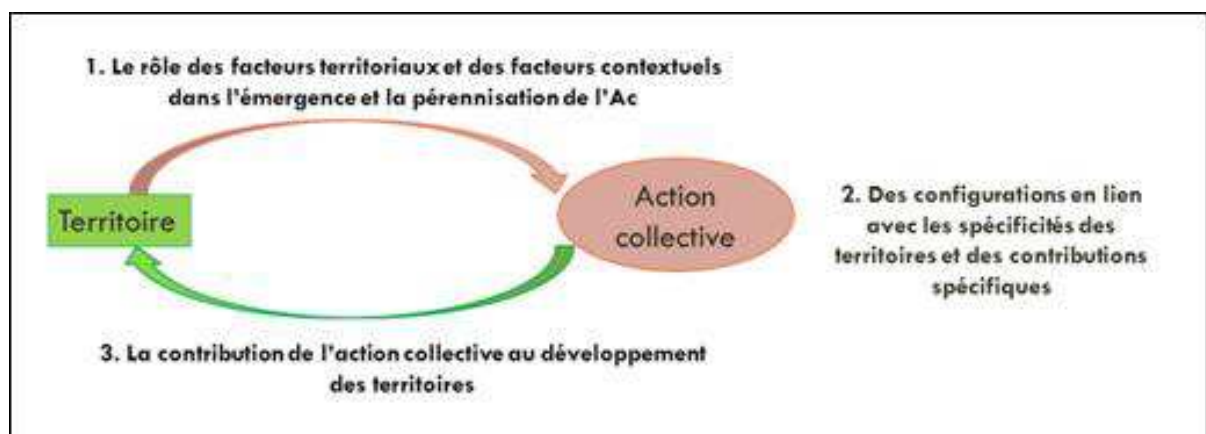 1. Le rôle des facteurs territoriaux et des facteurs contextuels
dans l'émergence et la pérennisation de l'Ac
Territoire
Action
collective
2. Des configurations en lien
avec les spécificités des
territoires et des contributions
spécifiques
3. La contribution de l'action collective au développement
des territoires